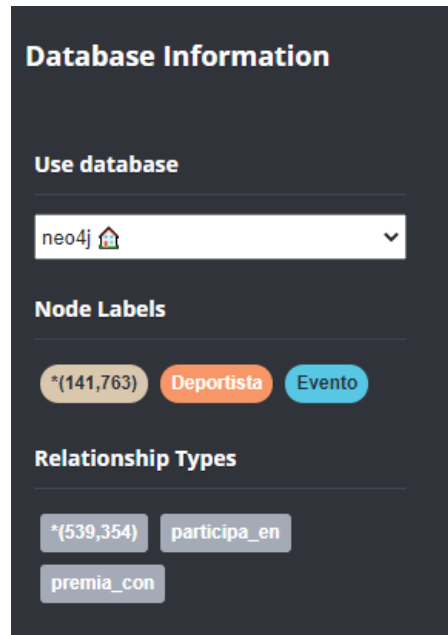 Database Information
Use database
neo4j
Node Labels
*(141,763) Deportista Evento
Relationship Types
*(539,354) participa_en
premia_con